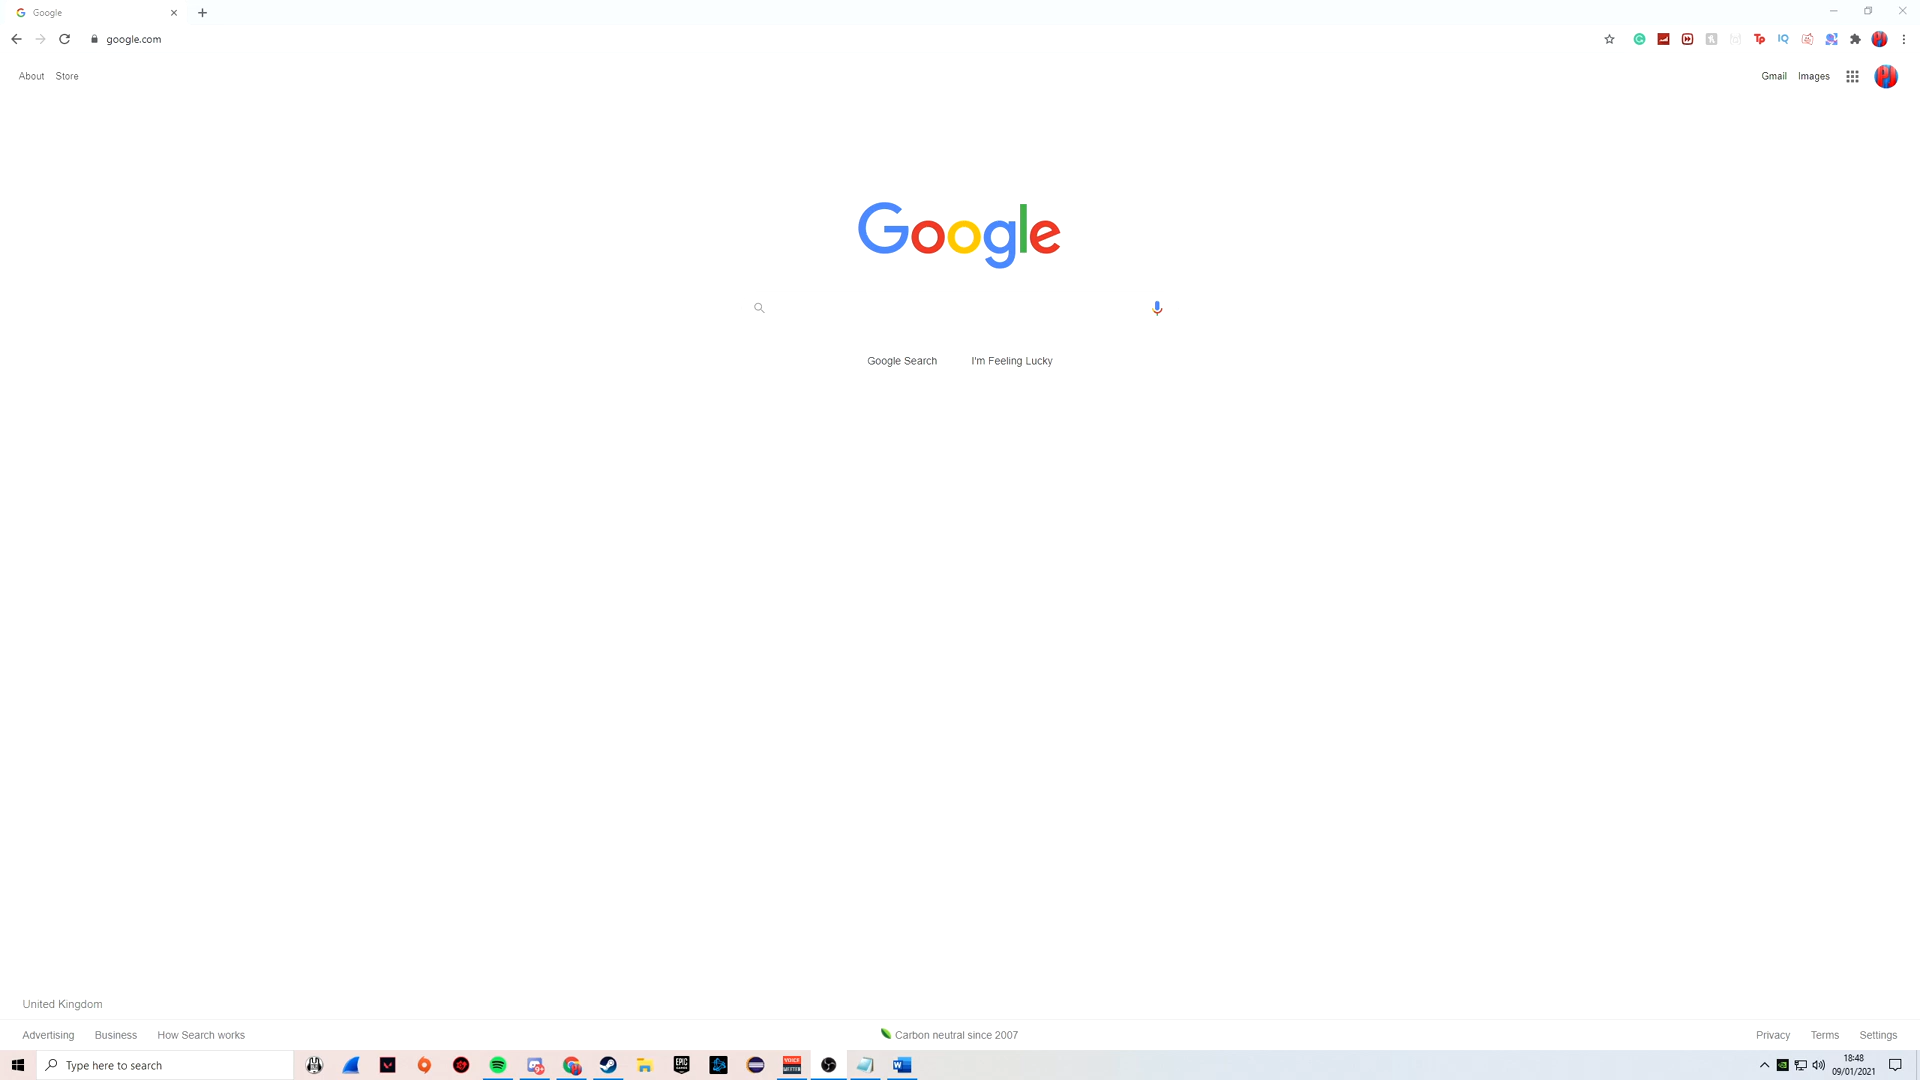 Google
google.com
About Store
Gmail Images
Google
Google Search I'm Feeling Lucky
United Kingdom
Advertising Business How Search works
Carbon neutral since 2007
Privacy Terms Settings
Type here to search
18:48
09/01/2021